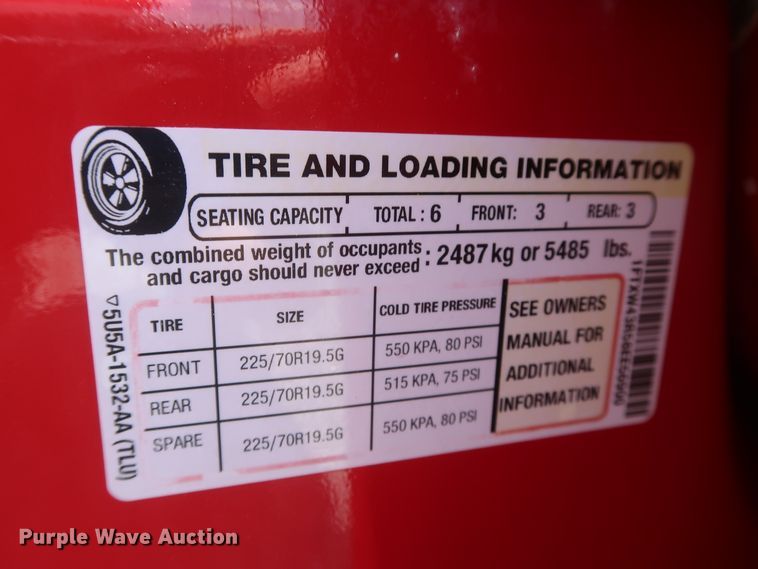 TIRE AND LOADING INFORMATION
SEATING CAPACITY TOTAL : 6 FRONT: 3 REAR: 3
The combined weight of occupants
and cargo should never exceed : 2487 kg or 5485 lbs.
TIRE SIZE COLD TIRE PRESSURE
FRONT 225/70R19.5G 550 KPA, 80 PSI
REAR 225/70R19.5G 515 KPA, 75 PSI
SPARE 225/70R19.5G 550 KPA, 80 PSI
SEE OWNERS
MANUAL FOR
ADDITIONAL
INFORMATION
5U5A-1532-AA (TLU)
Purple Wave Auction